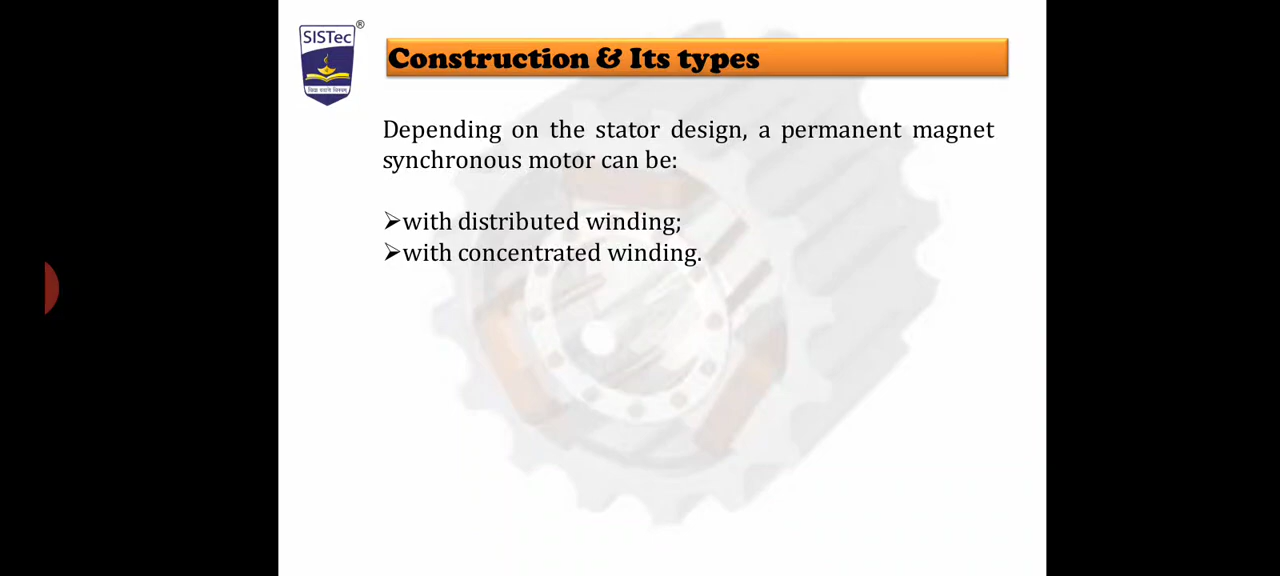 SISTec®
Construction & Its types
Depending on the stator design, a permanent magnet
synchronous motor can be:
➢with distributed winding;
➢with concentrated winding.